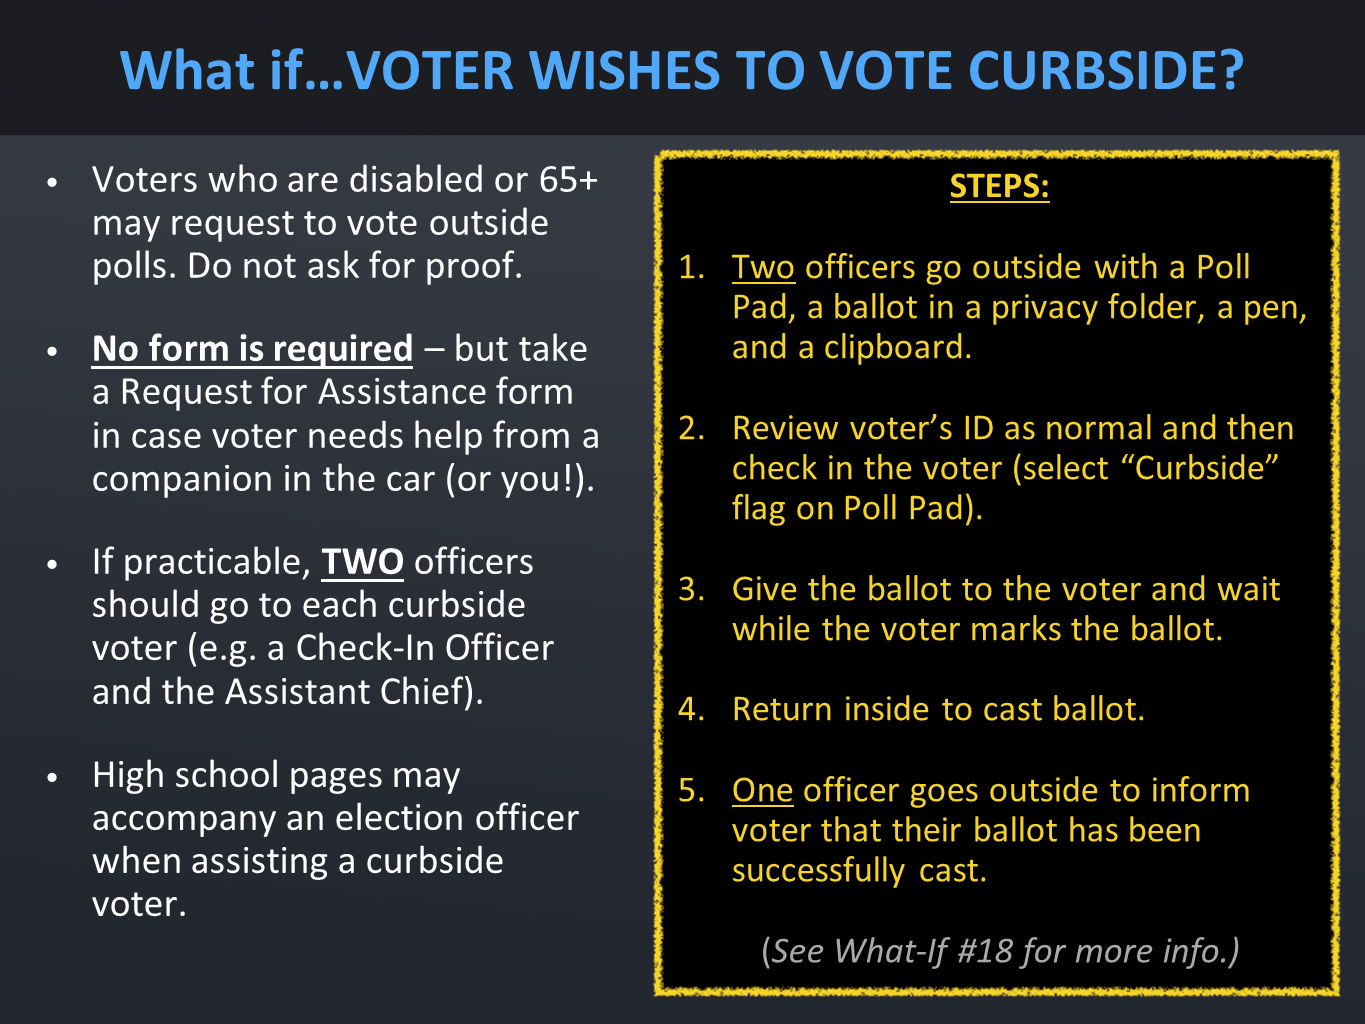 What if…VOTER WISHES TO VOTE CURBSIDE?
• Voters who are disabled or 65+
may request to vote outside
polls. Do not ask for proof.
• No form is required – but take
a Request for Assistance form
in case voter needs help from a
companion in the car (or you!).
• If practicable, TWO officers
should go to each curbside
voter (e.g. a Check-In Officer
and the Assistant Chief).
• High school pages may
accompany an election officer
when assisting a curbside
voter.
STEPS:
1. Two officers go outside with a Poll
Pad, a ballot in a privacy folder, a pen,
and a clipboard.
2. Review voter’s ID as normal and then
check in the voter (select “Curbside”
flag on Poll Pad).
3. Give the ballot to the voter and wait
while the voter marks the ballot.
4. Return inside to cast ballot.
5. One officer goes outside to inform
voter that their ballot has been
successfully cast.
(See What-If #18 for more info.)